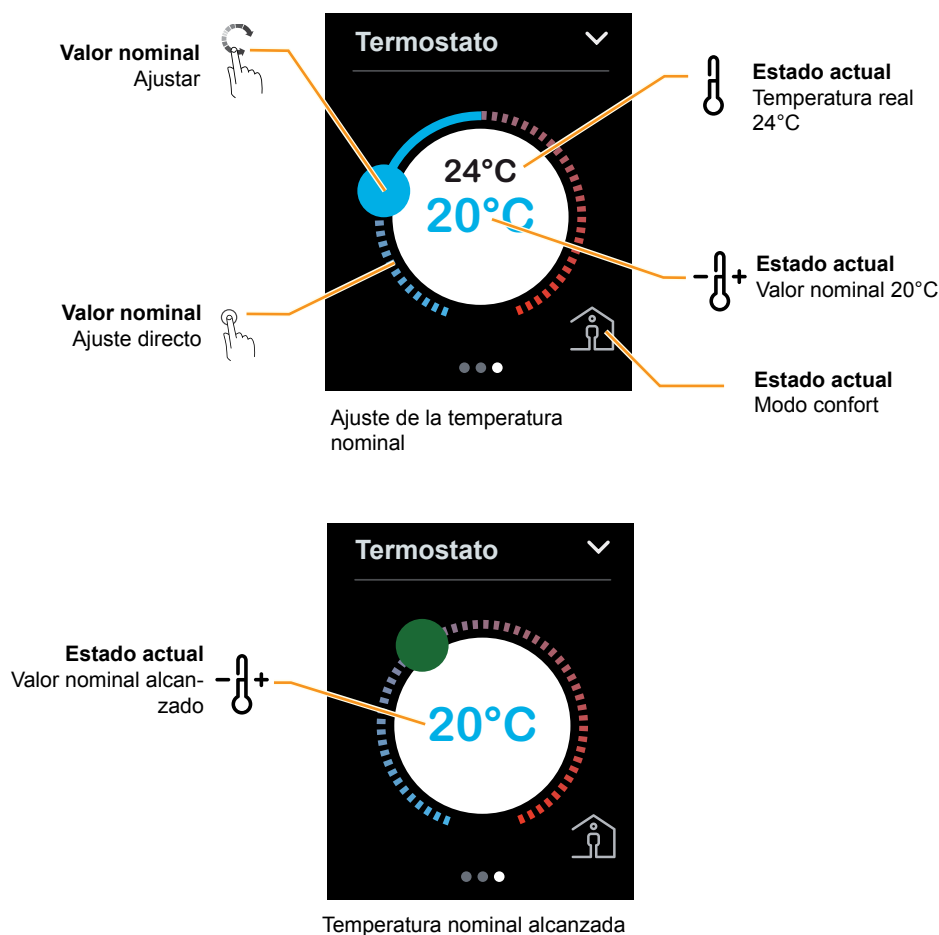 Valor nominal
Ajustar
Termostato
Estado actual
Temperatura real
24°C
24°C
20°C
Estado actual
Valor nominal 20°C
Valor nominal
Ajuste directo
Estado actual
Modo confort
Ajuste de la temperatura
nominal
Termostato
Estado actual
Valor nominal alcan-
zado
20°C
Temperatura nominal alcanzada